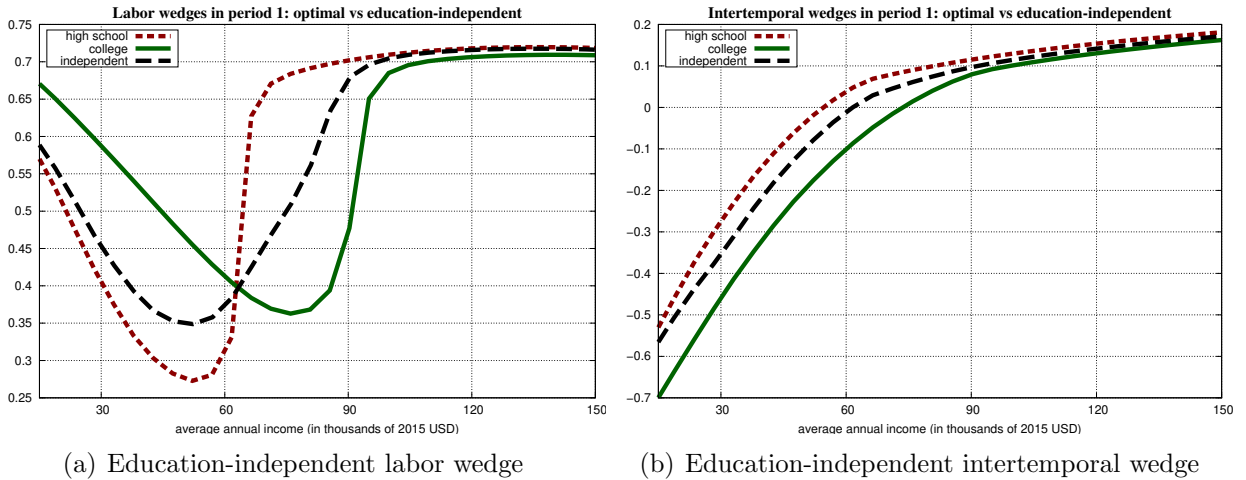 Labor wedges in period 1: optimal vs education-independent
0.75
0.7
0.65
0.6
0.55
0.5
0.45
0.4
0.35
0.3
0.25
high school
college
independent
30
60
90
120
150
average annual income (in thousands of 2015 USD)
(a) Education-independent labor wedge
Intertemporal wedges in period 1: optimal vs education-independent
0.2
0.1
0
−0.1
−0.2
−0.3
−0.4
−0.5
−0.6
−0.7
high school
college
independent
30
60
90
120
150
average annual income (in thousands of 2015 USD)
(b) Education-independent intertemporal wedge